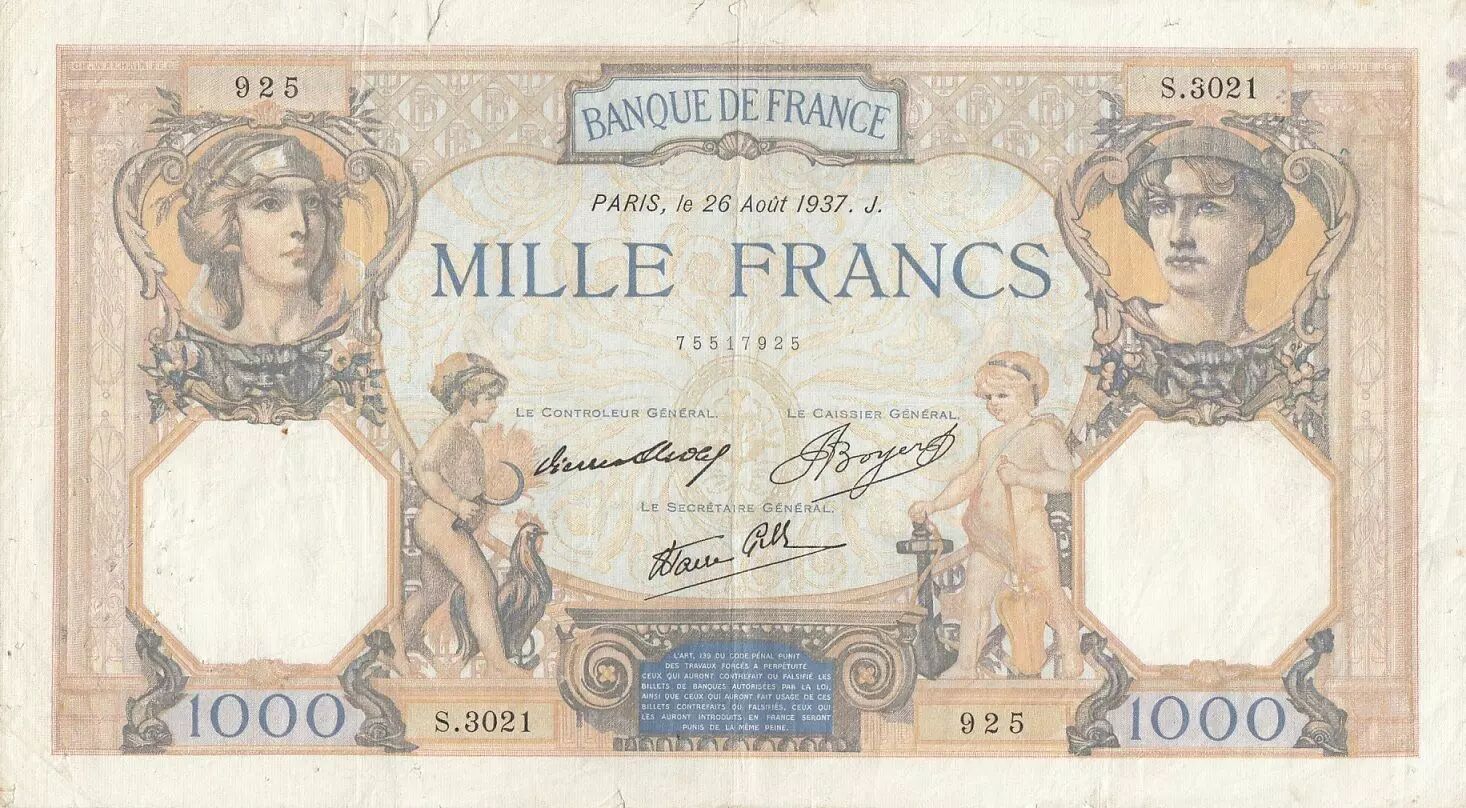 925
S.3021
BANQUE DE FRANCE
PARIS, le 26 Août 1937. J.
MILLE FRANCS
75517925
LE CONTROLEUR GÉNÉRAL.
LE CAISSIER GÉNÉRAL.
Boyer
LE SECRÉTAIRE GÉNÉRAL.
L'ART. 139 DU CODE PÉNAL PUNIT
DES TRAVAUX FORCÉS À PERPÉTUITÉ
CEUX QUI AURONT CONTREFAIT OU FALSIFIÉ LES
BILLETS DE BANQUES AUTORISÉES PAR LA LOI,
AINSI QUE CEUX QUI AURONT FAIT USAGE DE CES
BILLETS CONTREFAITS OU FALSIFIÉS, CEUX QUI
LES AURONT INTRODUITS EN FRANCE SERONT
PUNIS DE LA MÊME PEINE.
1000
S.3021
925
1000